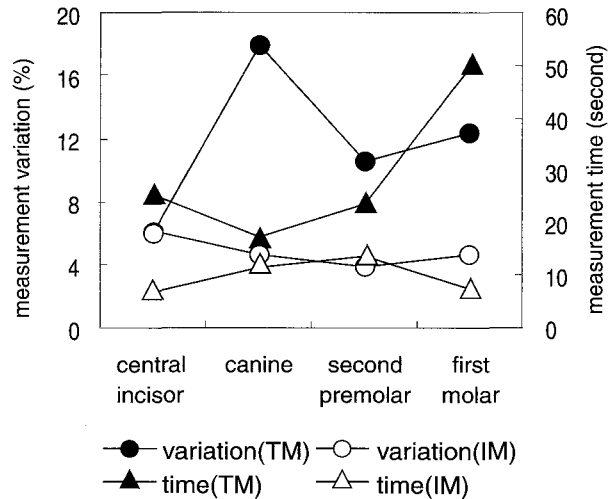 measurement variation (%)
20
16
12
8
4
0
60
50
40
30
20
10
0
measurement time (second)
central
incisor
canine
second
premolar
first
molar
variation(TM) variation(IM)
time(TM) time(IM)